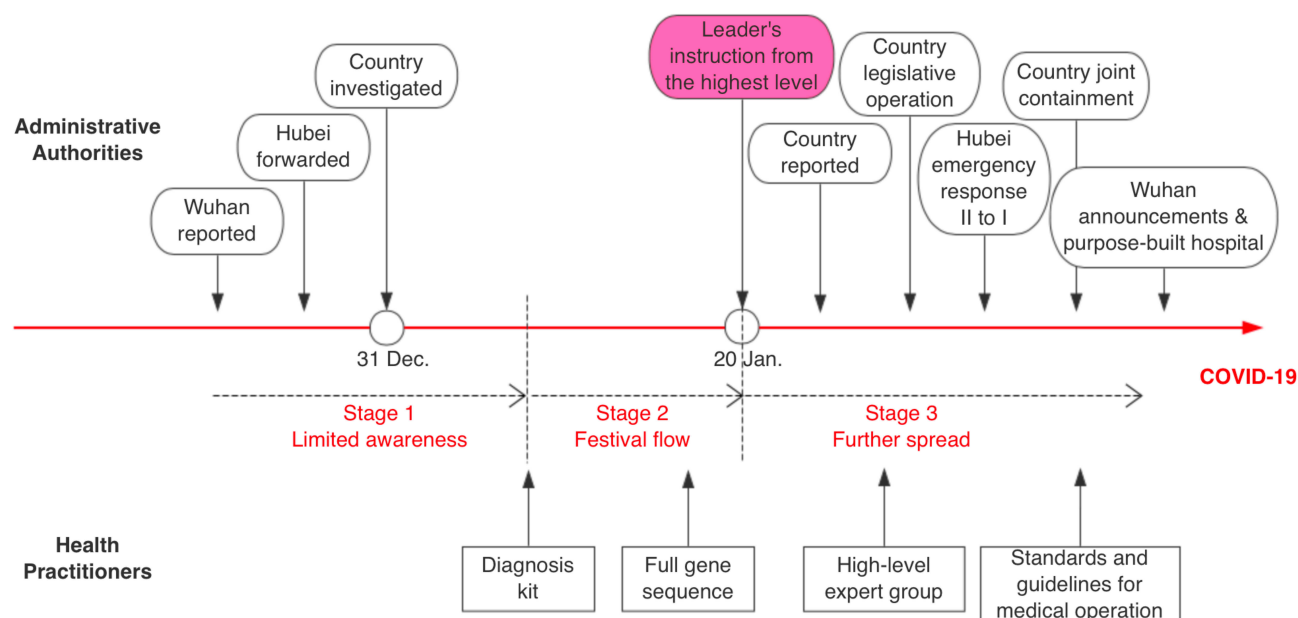 Administrative
Authorities
Wuhan
reported
Hubei
forwarded
Country
investigated
Leader's
instruction from
the highest level
Country
reported
Country
legislative
operation
Hubei
emergency
response
II to I
Country joint
containment
Wuhan
announcements &
purpose-built hospital
31 Dec.
20 Jan.
COVID-19
Stage 1
Limited awareness
Stage 2
Festival flow
Stage 3
Further spread
Health
Practitioners
Diagnosis
kit
Full gene
sequence
High-level
expert group
Standards and
guidelines for
medical operation